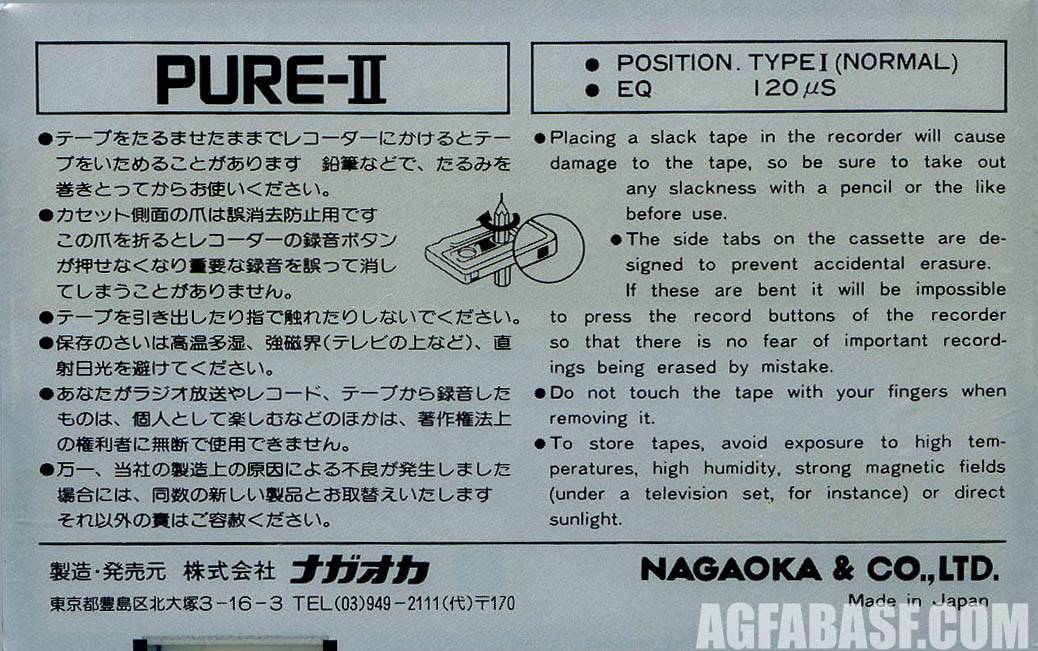 PURE-II
● POSITION. TYPE I (NORMAL)
● EQ 120μS
●テープをたるませたままでレコーダーにかけるとテー
プをいためることがあります 鉛筆などで、たるみを
巻きとってからお使いください。
●カセット側面の爪は誤消去防止用です
この爪を折るとレコーダーの録音ボタン
が押せなくなり重要な録音を誤って消し
てしまうことがありません。
●テープを引き出したり指で触れたりしないでください。
●保存のさいは高温多湿、強磁界(テレビの上など)、直
射日光を避けてください。
●あなたがラジオ放送やレコード、テープから録音した
ものは、個人として楽しむなどのほかは、著作権法上
の権利者に無断で使用できません。
●万一、当社の製造上の原因による不良が発生しました
場合には、同数の新しい製品とお取替えいたします
それ以外の責はご容赦ください。
●Placing a slack tape in the recorder will cause
damage to the tape, so be sure to take out
any slackness with a pencil or the like
before use.
●The side tabs on the cassette are de-
signed to prevent accidental erasure.
If these are bent it will be impossible
to press the record buttons of the recorder
so that there is no fear of important record-
ings being erased by mistake.
●Do not touch the tape with your fingers when
removing it.
●To store tapes, avoid exposure to high tem-
peratures, high humidity, strong magnetic fields
(under a television set, for instance) or direct
sunlight.
製造・発売元 株式会社 ナガオカ
東京都豊島区北大塚3-16-3 TEL(03)949-2111(代)〒170
NAGAOKA & CO.,LTD.
Made in Japan
AGFABASF.COM